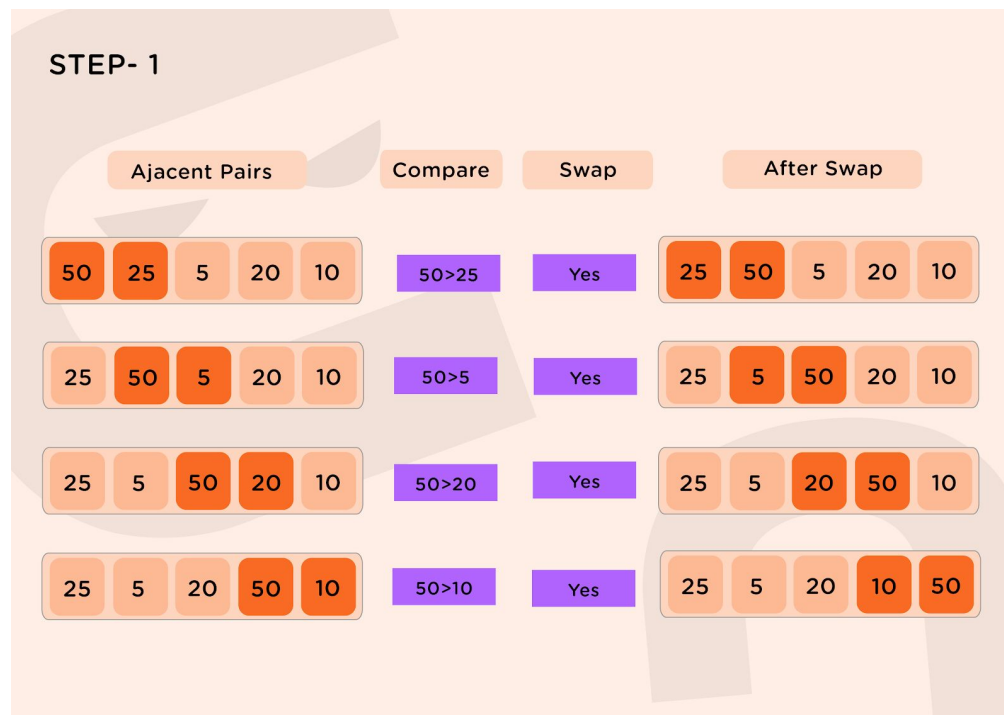 STEP- 1
Ajacent Pairs Compare Swap After Swap
50 25 5 20 10 50>25 Yes 25 50 5 20 10
25 50 5 20 10 50>5 Yes 25 5 50 20 10
25 5 50 20 10 50>20 Yes 25 5 20 50 10
25 5 20 50 10 50>10 Yes 25 5 20 10 50